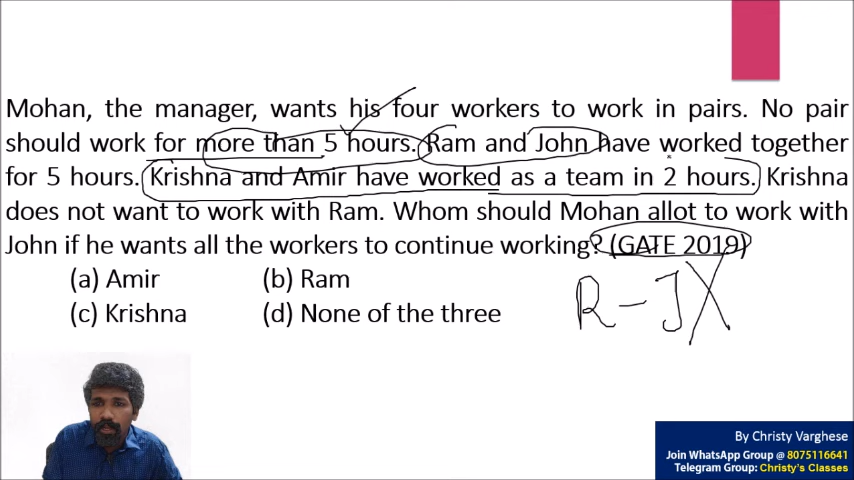 Mohan, the manager, wants his four workers to work in pairs. No pair
should work for more than 5 hours. Ram and John have worked together
for 5 hours. Krishna and Amir have worked as a team in 2 hours. Krishna
does not want to work with Ram. Whom should Mohan allot to work with
John if he wants all the workers to continue working? (GATE 2019)
(a) Amir (b) Ram
(c) Krishna (d) None of the three
R - J X
By Christy Varghese
Join WhatsApp Group @ 8075116641
Telegram Group: Christy's Classes